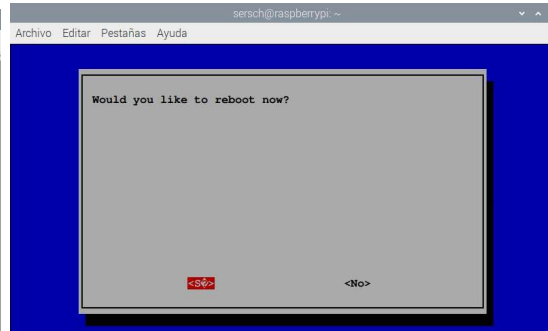 sersch@raspberrypi: ~
Archivo Editar Pestañas Ayuda
Would you like to reboot now?
<S�> <No>